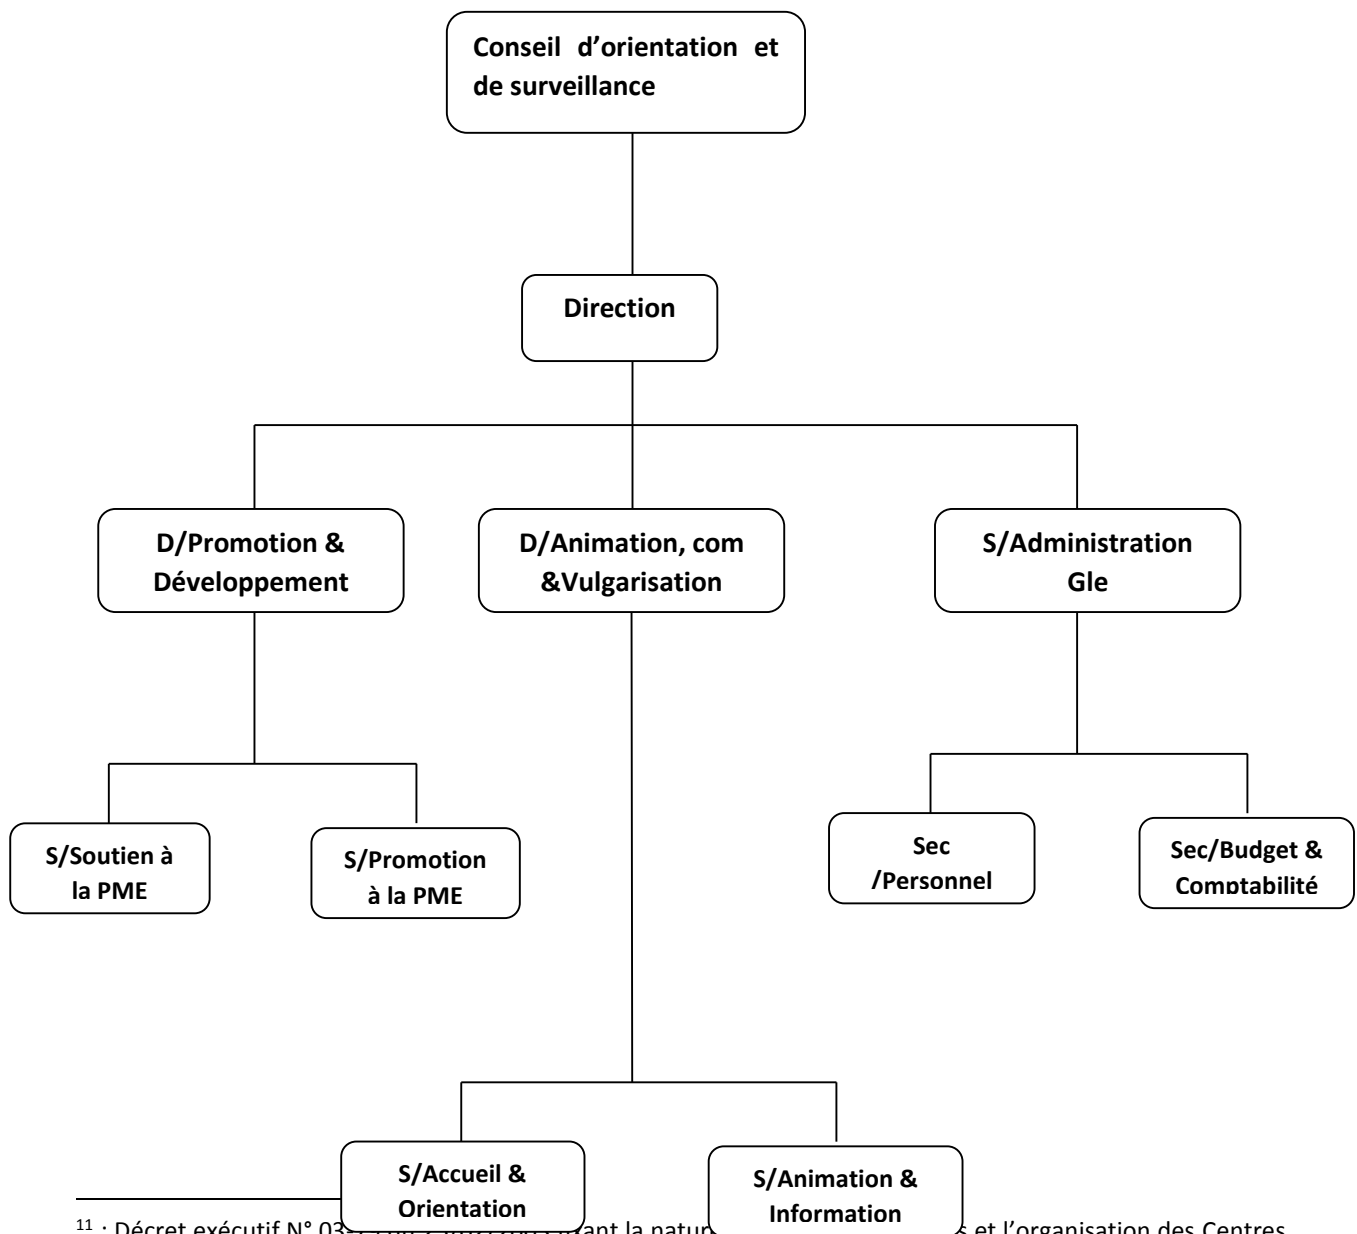 Conseil d’orientation et
de surveillance
Direction
D/Promotion &
Développement
D/Animation, com
&Vulgarisation
S/Administration
Gle
S/Soutien à
la PME
S/Promotion
à la PME
Sec
/Personnel
Sec/Budget &
Comptabilité
S/Accueil &
Orientation
S/Animation &
Information
11 : Décret exécutif N° 03- fixant la natur s et l’organisation des Centres